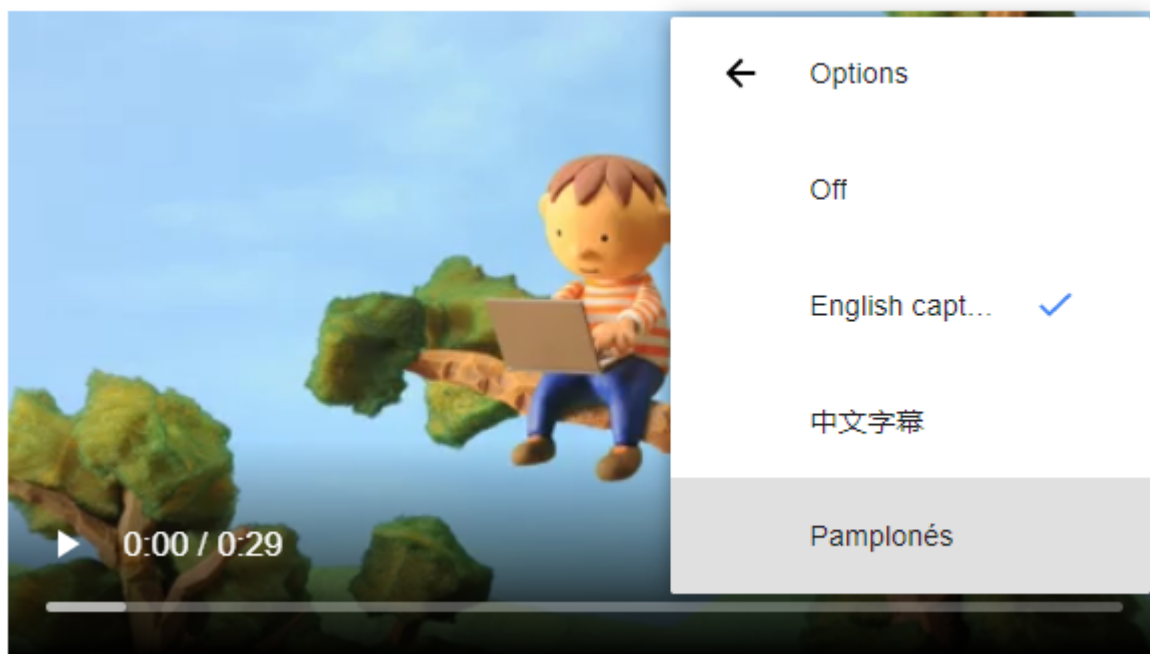 Options
Off
English capt...
中文字幕
Pamplonés
0:00 / 0:29